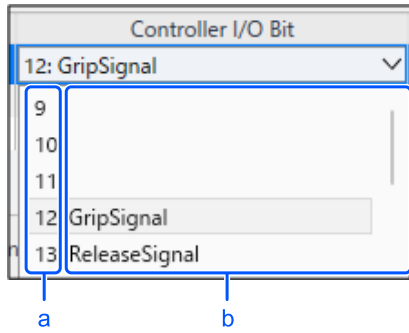 Controller I/O Bit
12: GripSignal
9
10
11
12 GripSignal
13 ReleaseSignal
a b